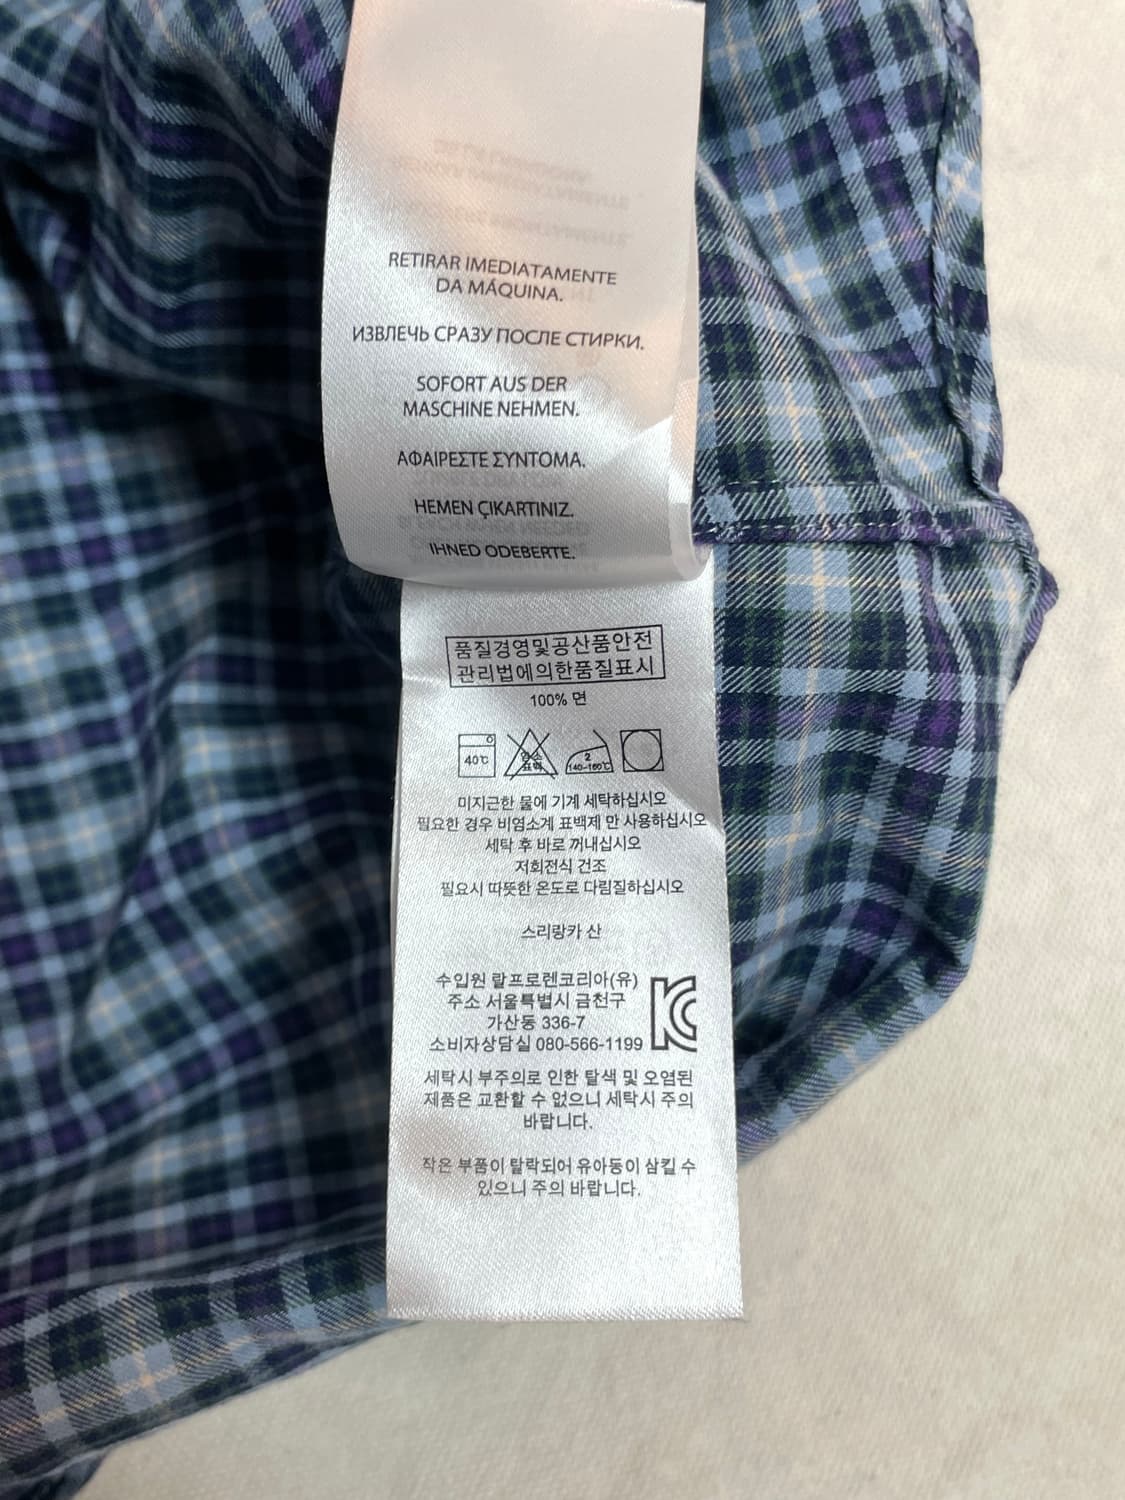 RETIRAR IMEDIATAMENTE
DA MÁQUINA.
ИЗВЛЕЧЬ СРАЗУ ПОСЛЕ СТИРКИ.
SOFORT AUS DER
MASCHINE NEHMEN.
ΑΦΑΙΡΕΣΤΕ ΣΥΝΤΟΜΑ.
HEMEN ÇIKARTINIZ.
IHNED ODEBERTE.
품질경영및공산품안전
관리법에의한품질표시
100% 면
40℃ 염소 표백 2 140~160℃
미지근한 물에 기계 세탁하십시오
필요한 경우 비염소계 표백제 만 사용하십시오
세탁 후 바로 꺼내십시오
저회전식 건조
필요시 따뜻한 온도로 다림질하십시오
스리랑카 산
수입원 랄프로렌코리아(유)
주소 서울특별시 금천구
가산동 336-7
소비자상담실 080-566-1199
세탁시 부주의로 인한 탈색 및 오염된
제품은 교환할 수 없으니 세탁시 주의
바랍니다.
작은 부품이 탈락되어 유아동이 삼킬 수
있으니 주의 바랍니다.